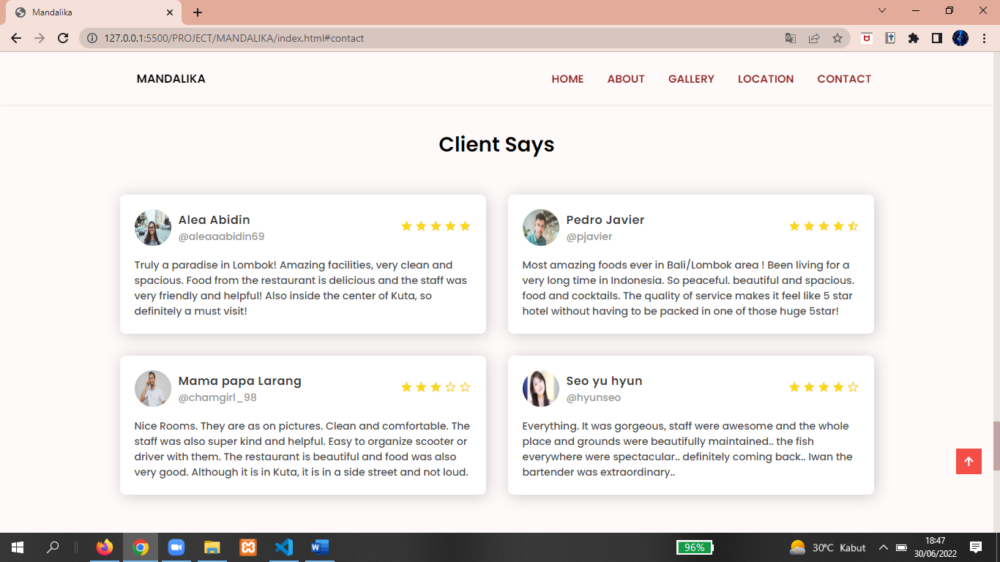 Mandalika
127.0.0.1:5500/PROJECT/MANDALIKA/index.html#contact
MANDALIKA HOME ABOUT GALLERY LOCATION CONTACT
Client Says
Alea Abidin
@aleaaabidin69
Truly a paradise in Lombok! Amazing facilities, very clean and
spacious. Food from the restaurant is delicious and the staff was
very friendly and helpful! Also inside the center of Kuta, so
definitely a must visit!
Pedro Javier
@pjavier
Most amazing foods ever in Bali/Lombok area ! Been living for a
very long time in Indonesia. So peaceful. beautiful and spacious.
food and cocktails. The quality of service makes it feel like 5 star
hotel without having to be packed in one of those huge 5star!
Mama papa Larang
@chamgirl_98
Nice Rooms. They are as on pictures. Clean and comfortable. The
staff was also super kind and helpful. Easy to organize scooter or
driver with them. The restaurant is beautiful and food was also
very good. Although it is in Kuta, it is in a side street and not loud.
Seo yu hyun
@hyunseo
Everything. It was gorgeous, staff were awesome and the whole
place and grounds were beautifully maintained.. the fish
everywhere were spectacular.. definitely coming back.. Iwan the
bartender was extraordinary..
96%
30°C Kabut
18:47
30/06/2022